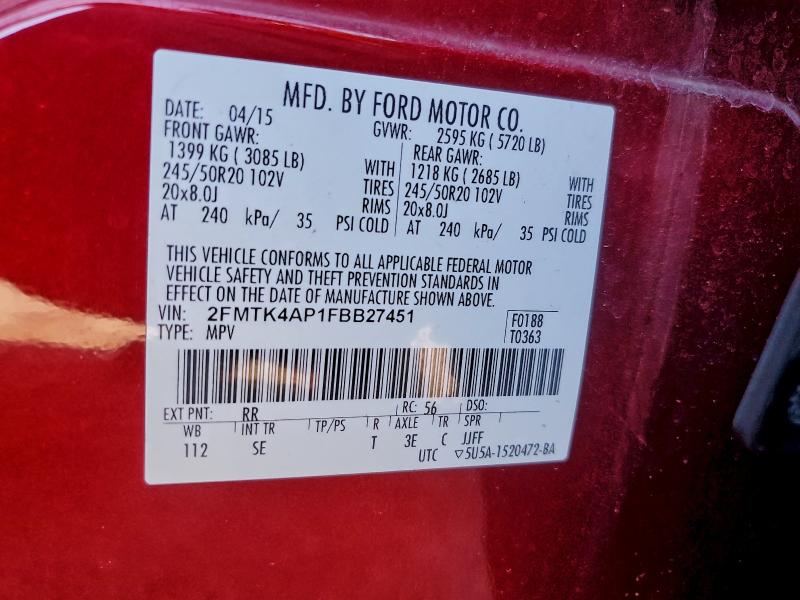 MFD. BY FORD MOTOR CO.
DATE: 04/15 GVWR: 2595 KG ( 5720 LB)
FRONT GAWR: REAR GAWR:
1399 KG ( 3085 LB) WITH 1218 KG ( 2685 LB) WITH
245/50R20 102V TIRES 245/50R20 102V TIRES
20x8.0J RIMS 20x8.0J RIMS
AT 240 kPa/ 35 PSI COLD AT 240 kPa/ 35 PSI COLD
THIS VEHICLE CONFORMS TO ALL APPLICABLE FEDERAL MOTOR
VEHICLE SAFETY AND THEFT PREVENTION STANDARDS IN
EFFECT ON THE DATE OF MANUFACTURE SHOWN ABOVE.
VIN: 2FMTK4AP1FBB27451 F0188
TYPE: MPV T0363
EXT PNT: RR RC: 56 DSO:
WB INT TR TP/PS R AXLE TR SPR
112 SE T 3E C JJFF
UTC ▽5U5A-1520472-BA